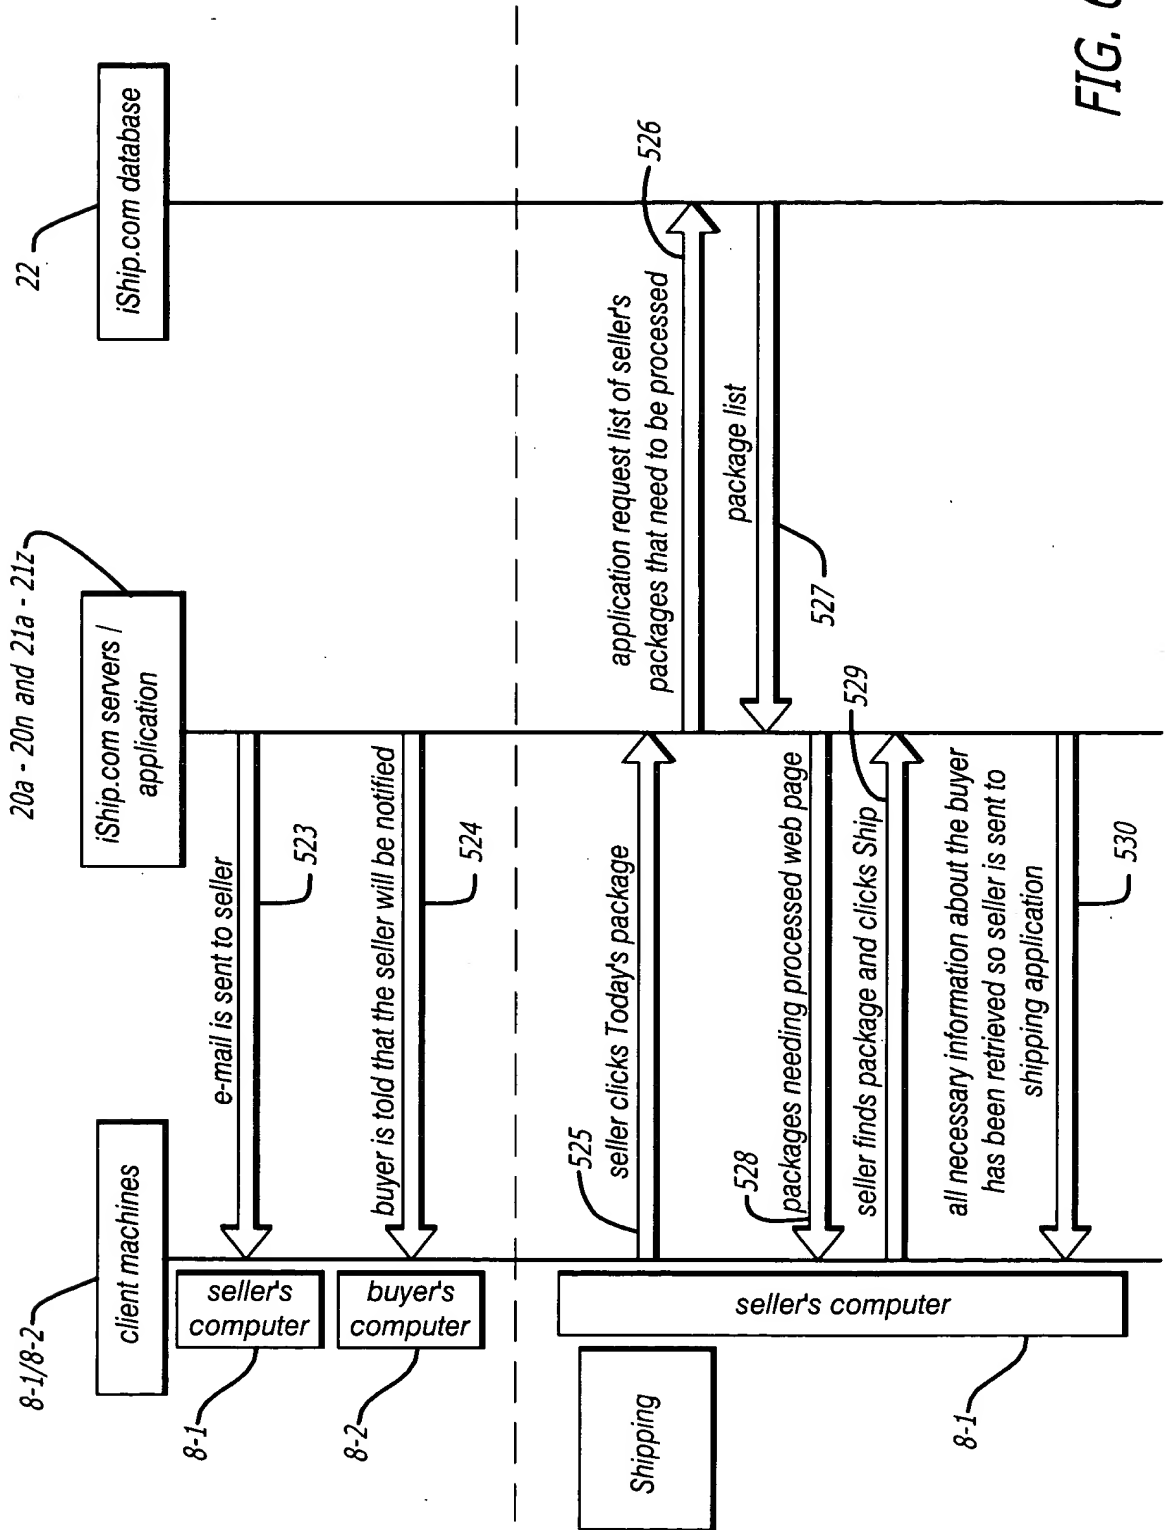 8-1/8-2
client machines
20a - 20n and 21a - 21z
iShip.com servers /
application
22
iShip.com database
8-1
seller's
computer
e-mail is sent to seller
523
8-2
buyer's
computer
buyer is told that the seller will be notified
524
Shipping
8-1
seller's computer
525
seller clicks Today's package
application request list of seller's
packages that need to be processed
526
package list
527
528
packages needing processed web page
seller finds package and clicks Ship
529
all necessary information about the buyer
has been retrieved so seller is sent to
shipping application
530
FIG.